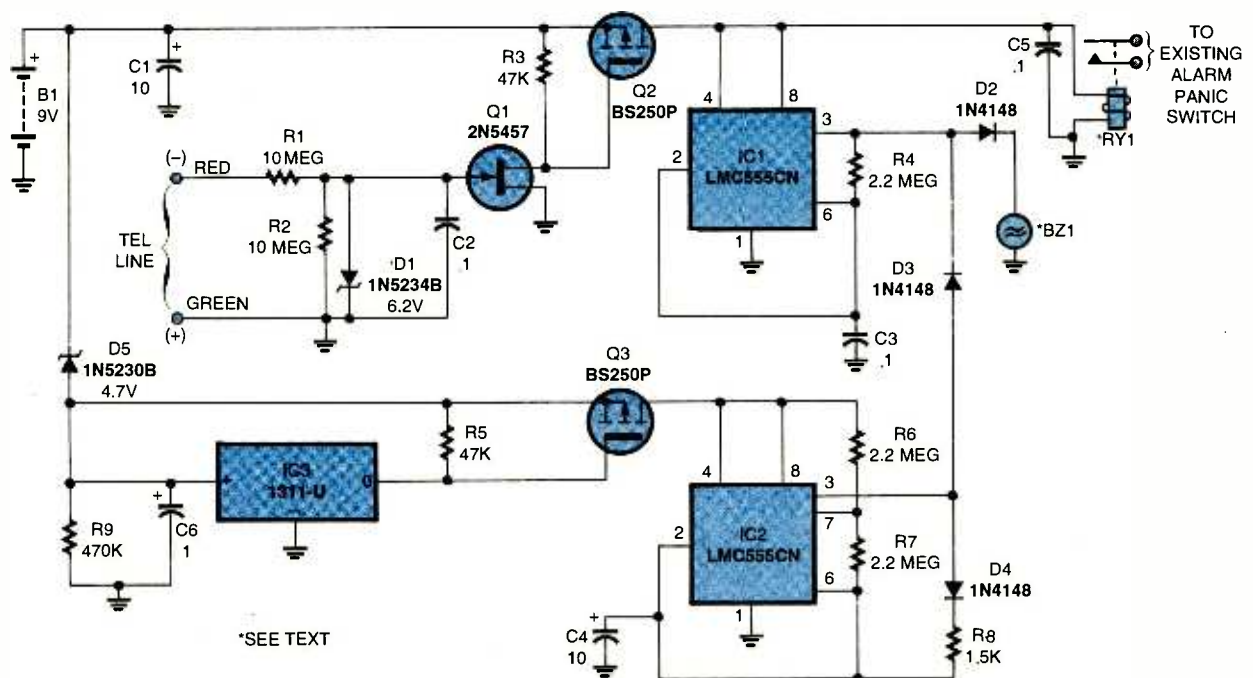 TO
EXISTING
ALARM
PANIC
SWITCH
+
B1
9V
C1
10
+
R3
47K
Q1
2N5457
Q2
BS250P
C5
.1
*RY1
D2
1N4148
4
8
3
2
6
1
IC1
LMC555CN
R4
2.2 MEG
*BZ1
D3
1N4148
C3
.1
(-)
RED
R1
10 MEG
R2
10 MEG
TEL
LINE
GREEN
(+)
D1
1N5234B
6.2V
C2
.1
D5
1N5230B
4.7V
Q3
BS250P
R5
47K
IC3
1311-U
+
0
R9
470K
+
C6
1
4
8
3
7
2
6
1
IC2
LMC555CN
R6
2.2 MEG
R7
2.2 MEG
D4
1N4148
R8
1.5K
+
C4
10
*SEE TEXT